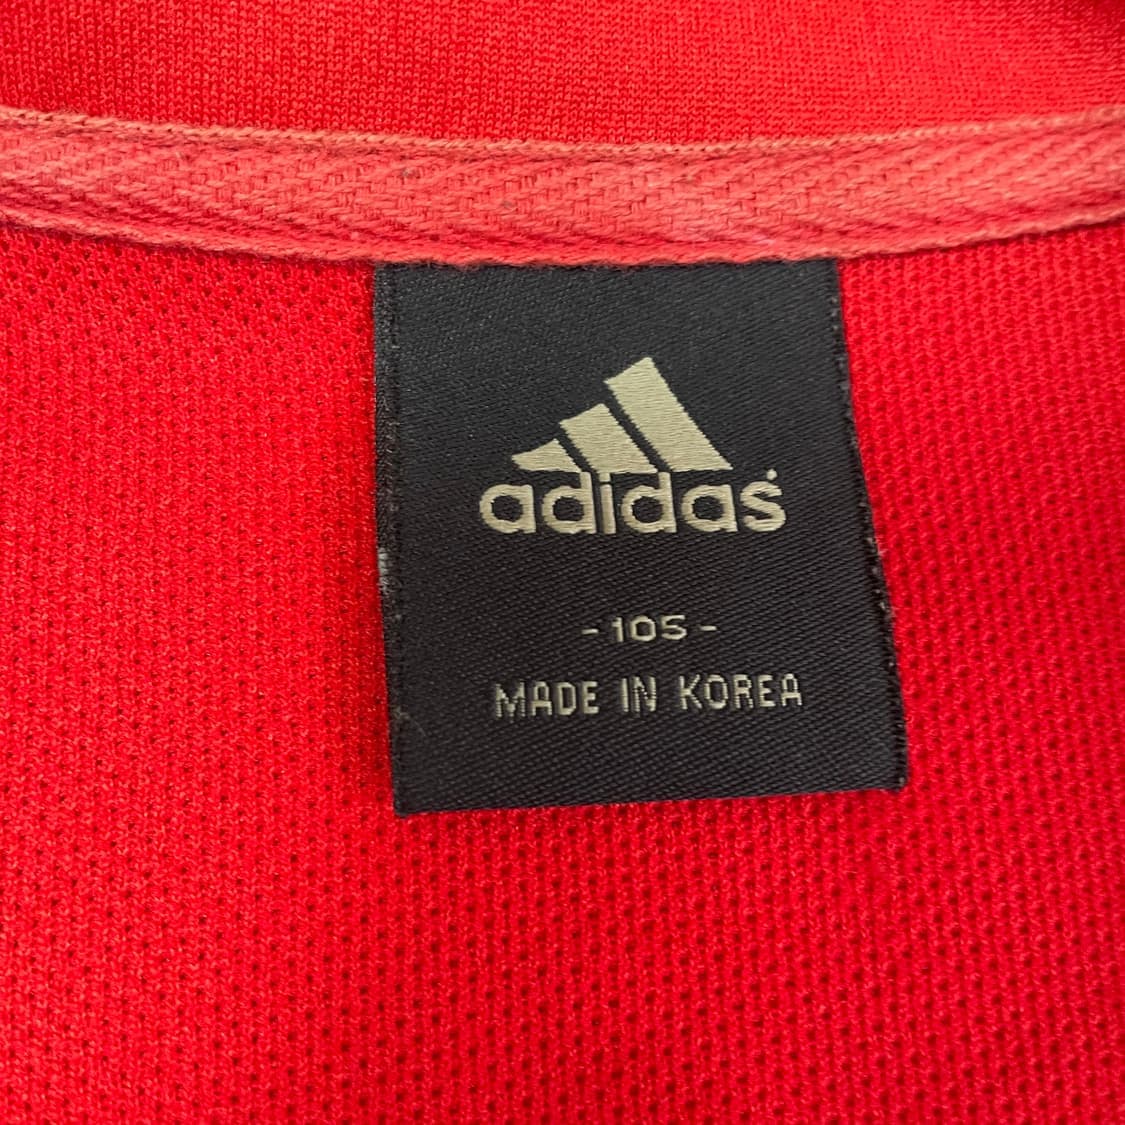 adidas
- 105 -
MADE IN KOREA